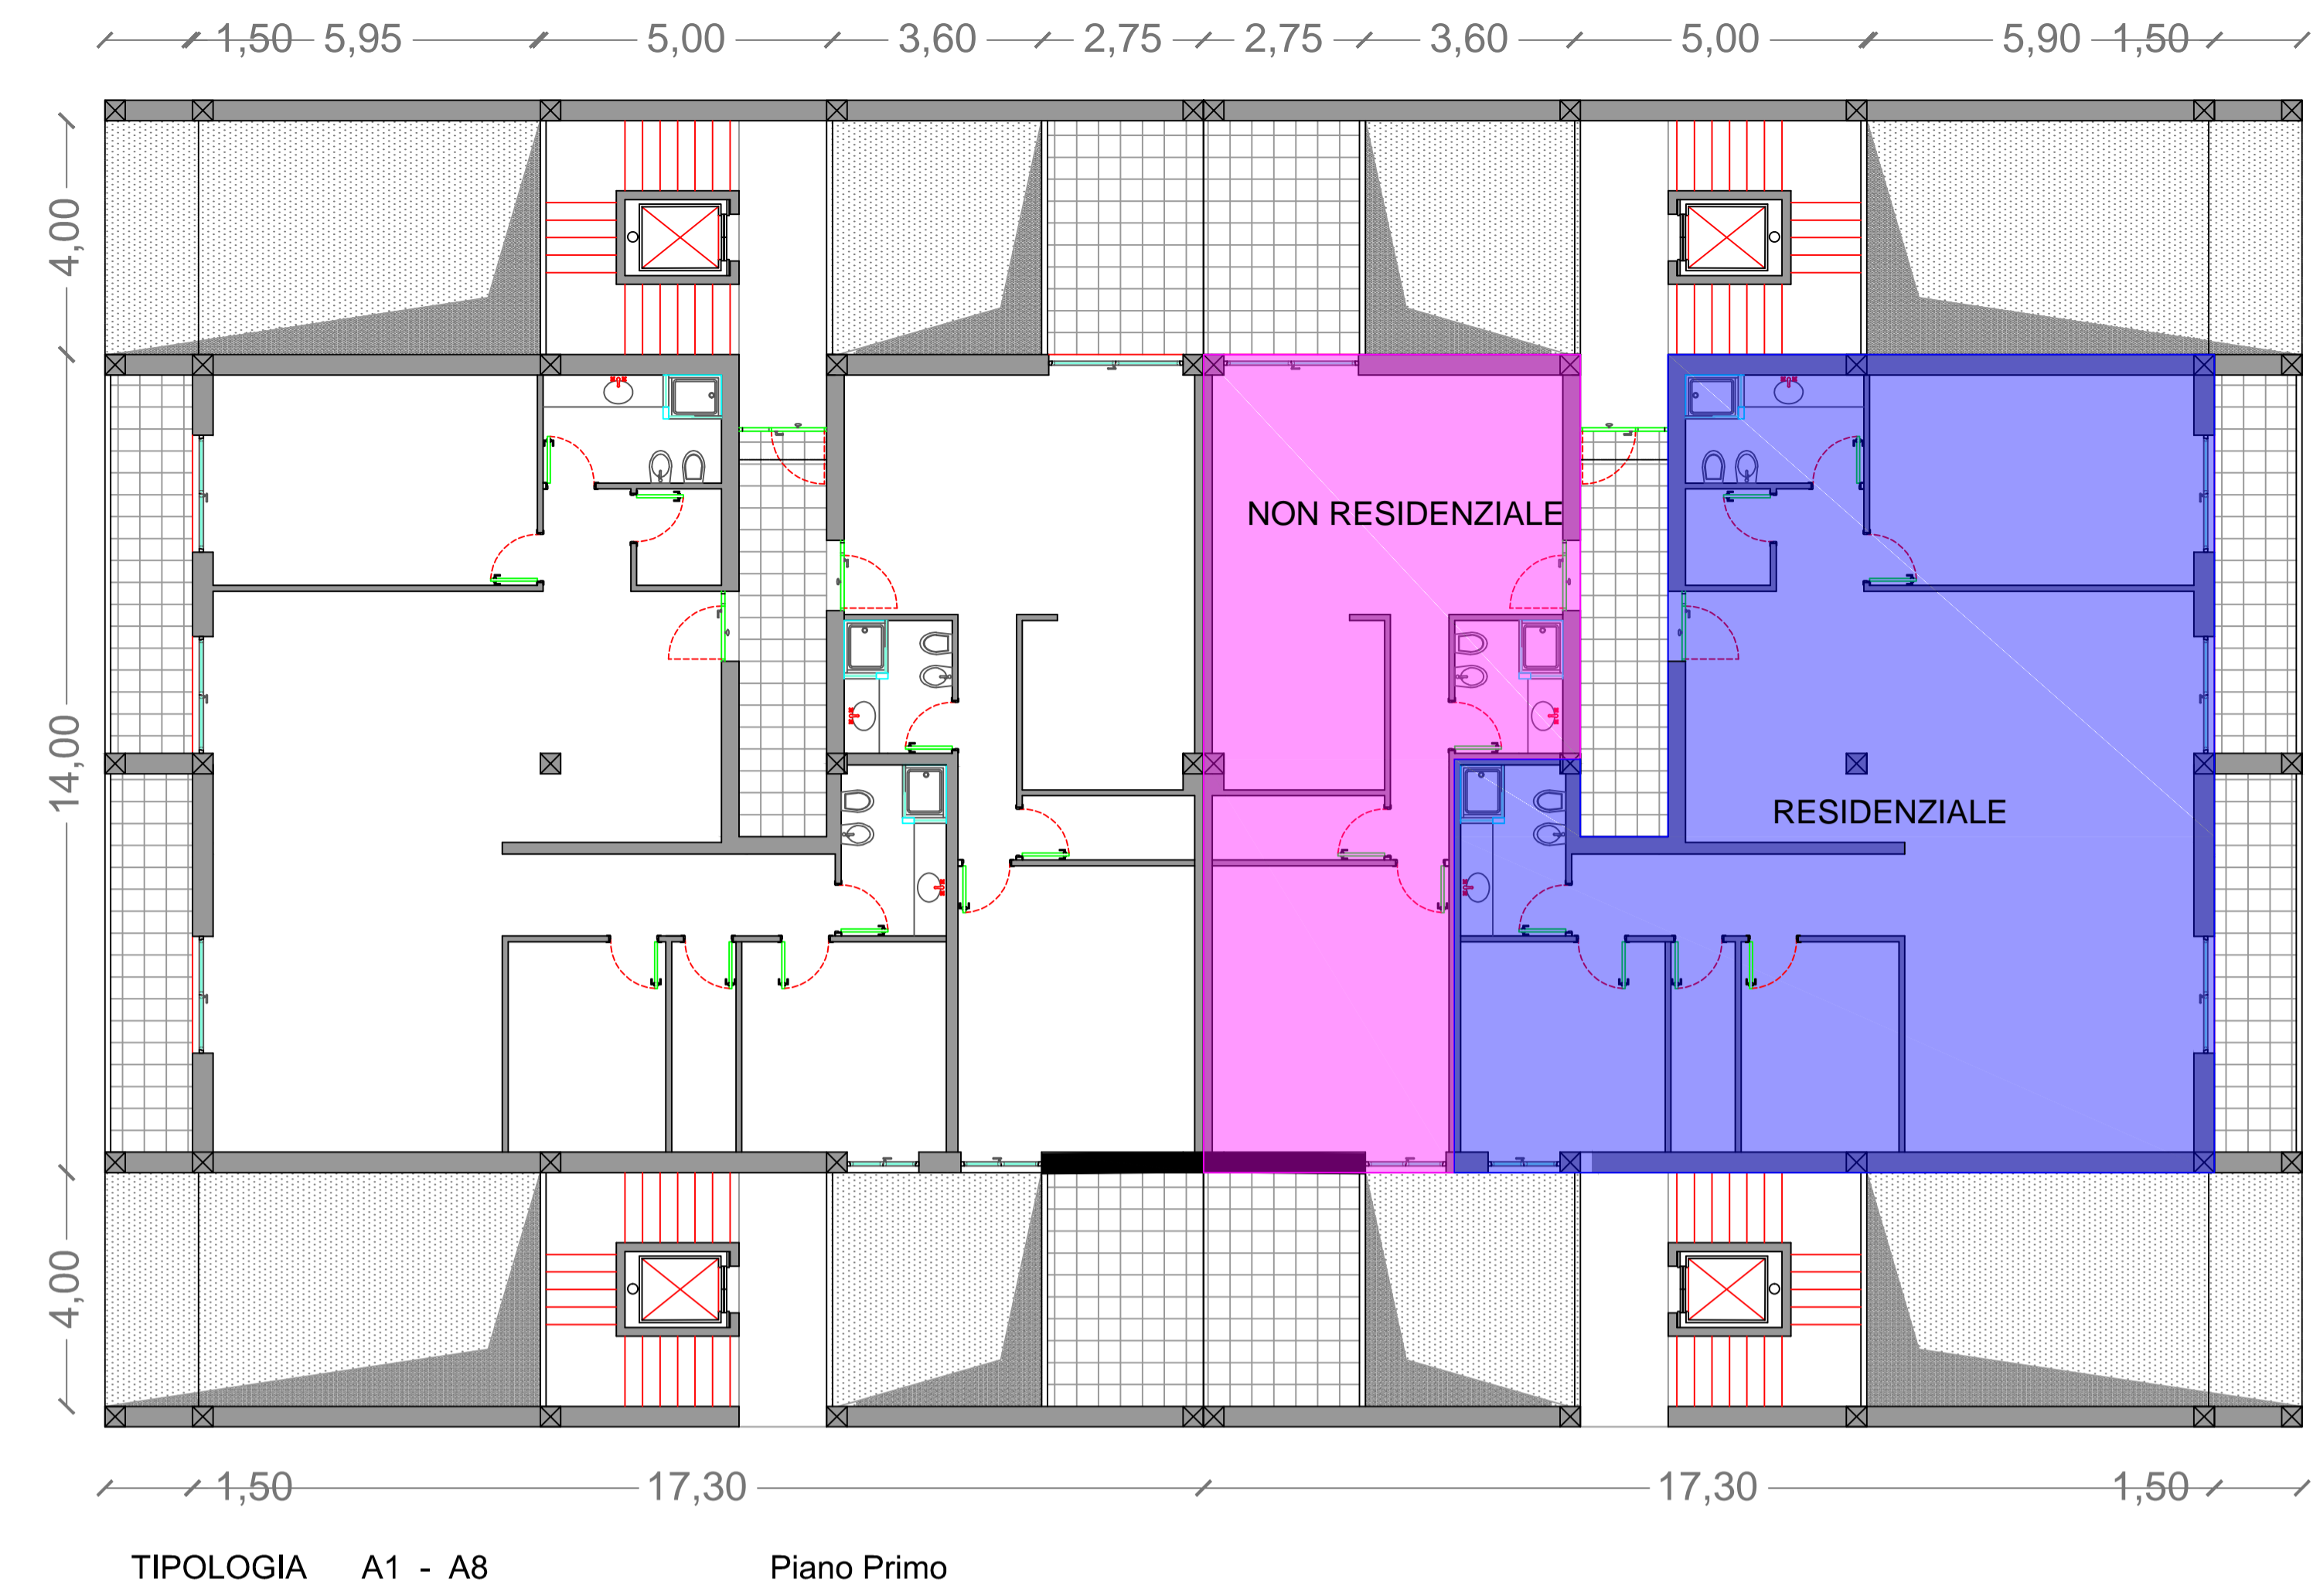 1,50 5,95 5,00 3,60 2,75 2,75 3,60 5,00 5,90 1,50
4,00
NON RESIDENZIALE
14,00
RESIDENZIALE
4,00
1,50 17,30 17,30 1,50
TIPOLOGIA A1 - A8 Piano Primo